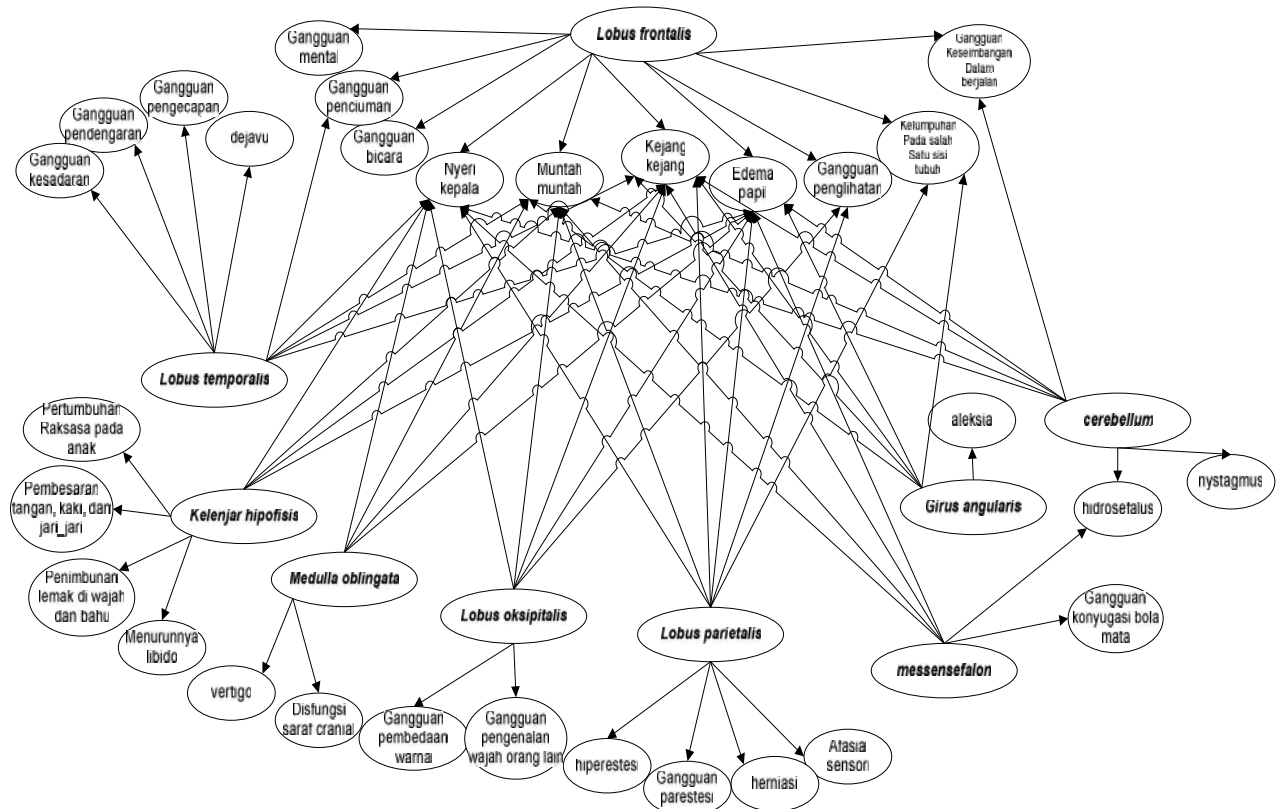 Lobus frontalis
Gangguan
mental
Gangguan
Keseimbangan
Dalam
berjalan
Gangguan
pengecapan
Gangguan
penciuman
Gangguan
pendengaran
dejavu
Gangguan
bicara
Gangguan
kesadaran
Nyeri
kepala
Muntah
muntah
Kejang
kejang
Edema
papil
Gangguan
penglihatan
Kelumpuhan
Pada salah
Satu sisi
tubuh
Lobus temporalis
Pertumbuhan
Raksasa pada
anak
aleksia
cerebellum
Pembesaran
tangan, kaki, dan
jari_jari
Kelenjar hipofisis
Girus angularis
hidrosefalus
nystagmus
Penimbunan
lemak di wajah
dan bahu
Medulla oblingata
Menurunnya
libido
Lobus oksipitalis
Lobus parietalis
messensefalon
Gangguan
konyugasi bola
mata
vertigo
Disfungsi
saraf cranial
Gangguan
pembedaan
warna
Gangguan
pengenalan
wajah orang lain
hiperestesi
Gangguan
parestesi
herniasi
Afasia
sensori